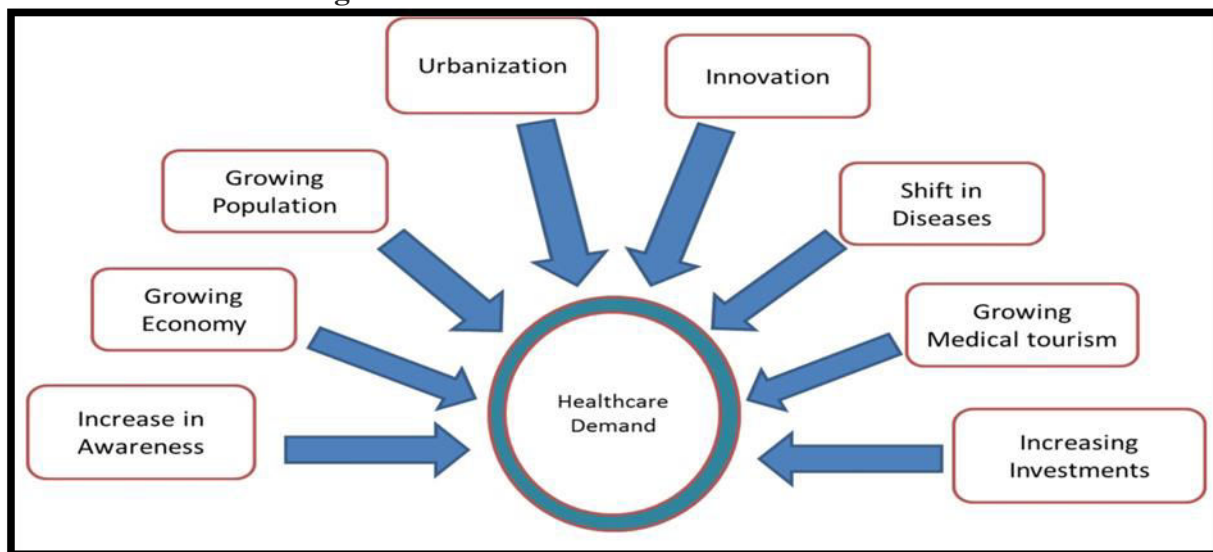 Urbanization
Innovation
Growing
Population
Shift in
Diseases
Growing
Economy
Growing
Medical tourism
Increase in
Awareness
Healthcare
Demand
Increasing
Investments